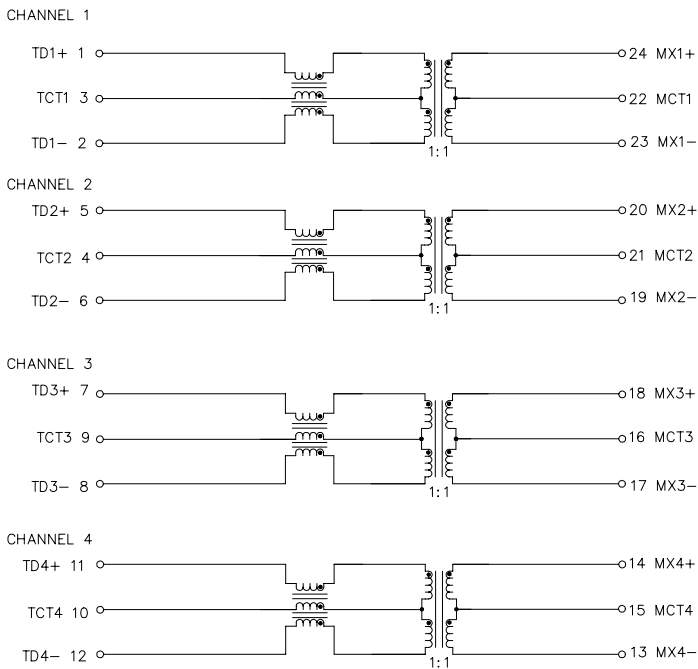 CHANNEL 1
TD1+ 1 24 MX1+
TCT1 3 22 MCT1
TD1− 2 23 MX1−
1:1
CHANNEL 2
TD2+ 5 20 MX2+
TCT2 4 21 MCT2
TD2− 6 19 MX2−
1:1
CHANNEL 3
TD3+ 7 18 MX3+
TCT3 9 16 MCT3
TD3− 8 17 MX3−
1:1
CHANNEL 4
TD4+ 11 14 MX4+
TCT4 10 15 MCT4
TD4− 12 13 MX4−
1:1